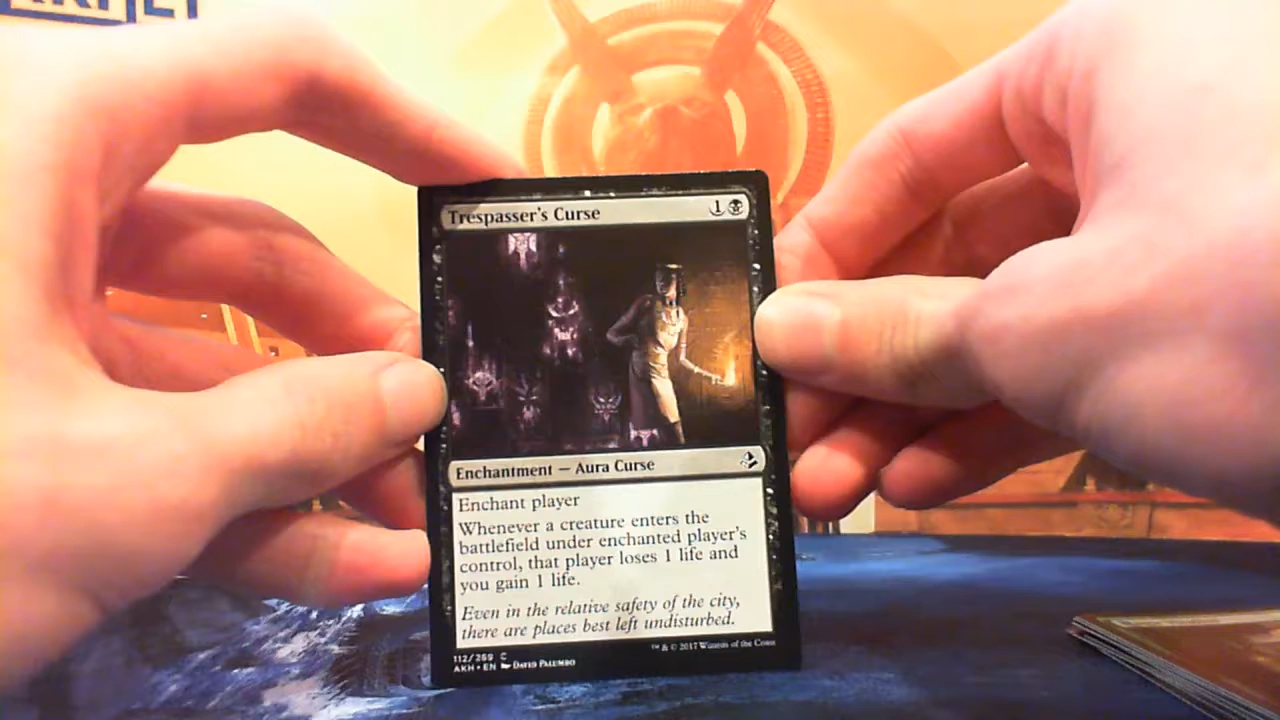 Trespasser's Curse 1
Enchantment — Aura Curse
Enchant player
Whenever a creature enters the
battlefield under enchanted player's
control, that player loses 1 life and
you gain 1 life.
Even in the relative safety of the city,
there are places best left undisturbed.
112/269 C
AKH • EN DAVID PALUMBO
™ & © 2017 Wizards of the Coast